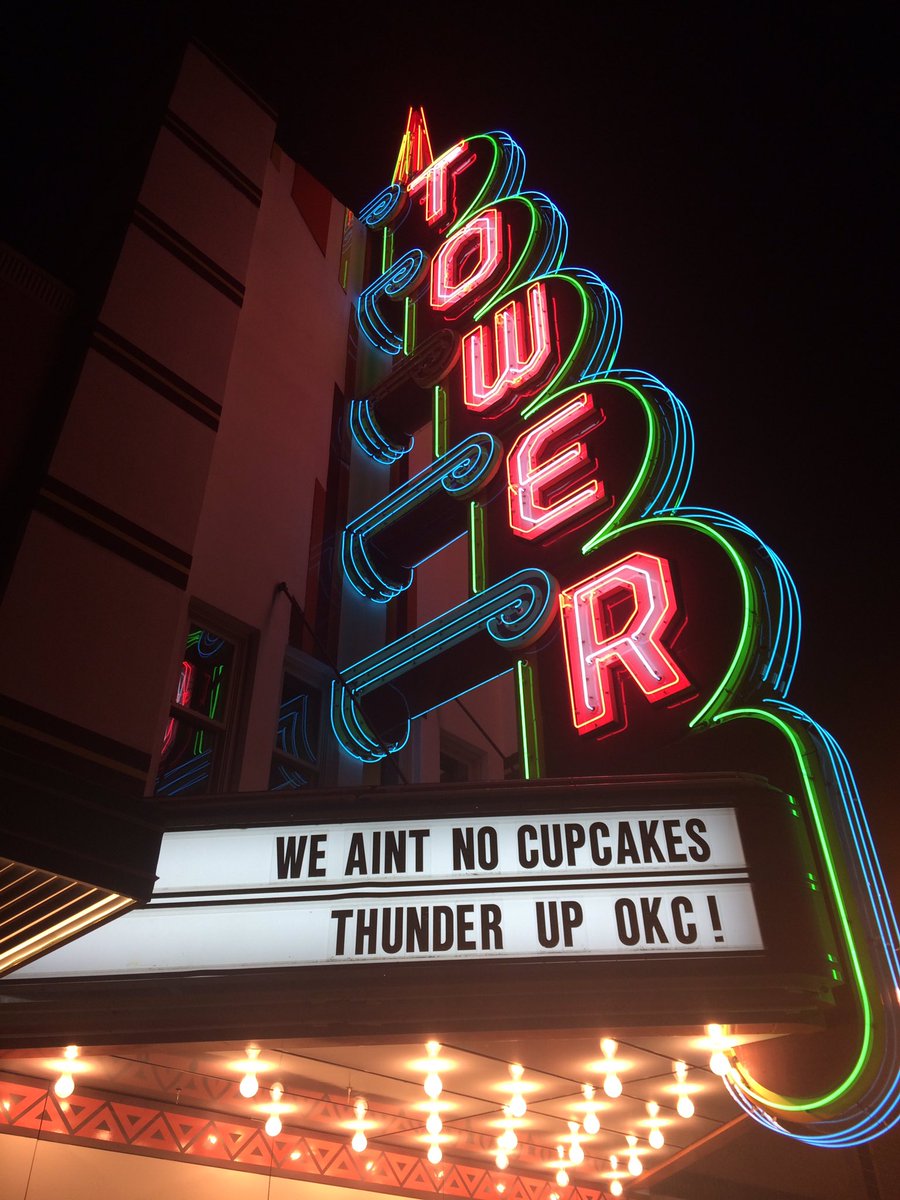 TOWER
WE AINT NO CUPCAKES
THUNDER UP OKC!